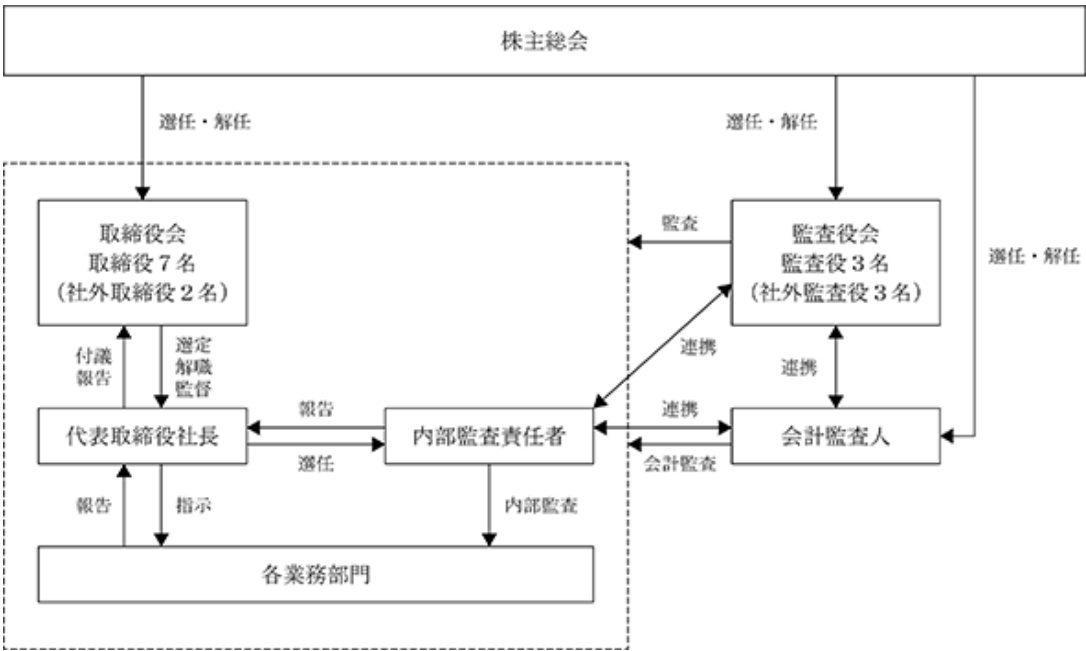 株主総会
選任・解任
選任・解任
取締役会
取締役7名
(社外取締役2名)
監査
監査役会
監査役3名
(社外監査役3名)
選任・解任
付議
報告
選定
解職
監督
連携
連携
代表取締役社長
報告
選任
内部監査責任者
連携
会計監査
会計監査人
報告
指示
内部監査
各業務部門